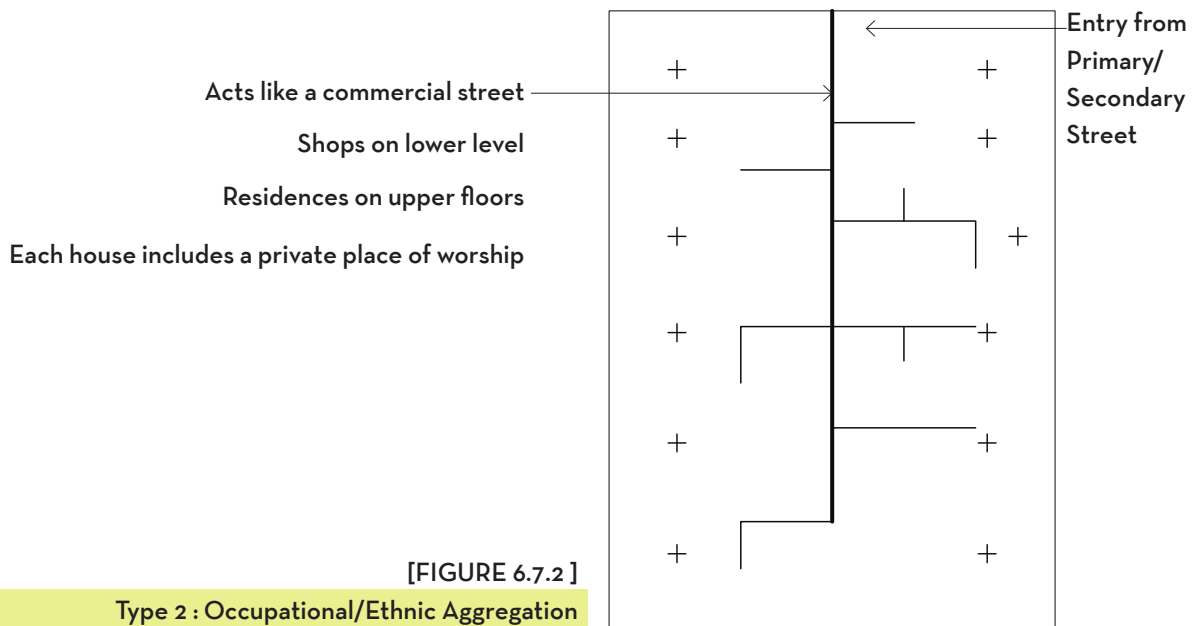 Entry from
Primary/
Secondary
Street
Acts like a commercial street
Shops on lower level
Residences on upper floors
Each house includes a private place of worship
[FIGURE 6.7.2 ]
Type 2 : Occupational/Ethnic Aggregation